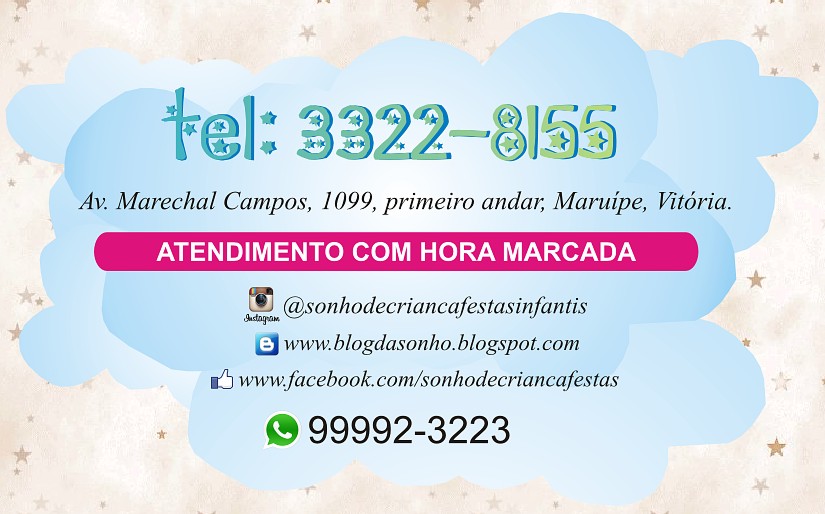 tel: 3322-8155
Av. Marechal Campos, 1099, primeiro andar, Maruípe, Vitória.
ATENDIMENTO COM HORA MARCADA
Instagram @sonhodecriancafestasinfantis
www.blogdasonho.blogspot.com
www.facebook.com/sonhodecriancafestas
99992-3223